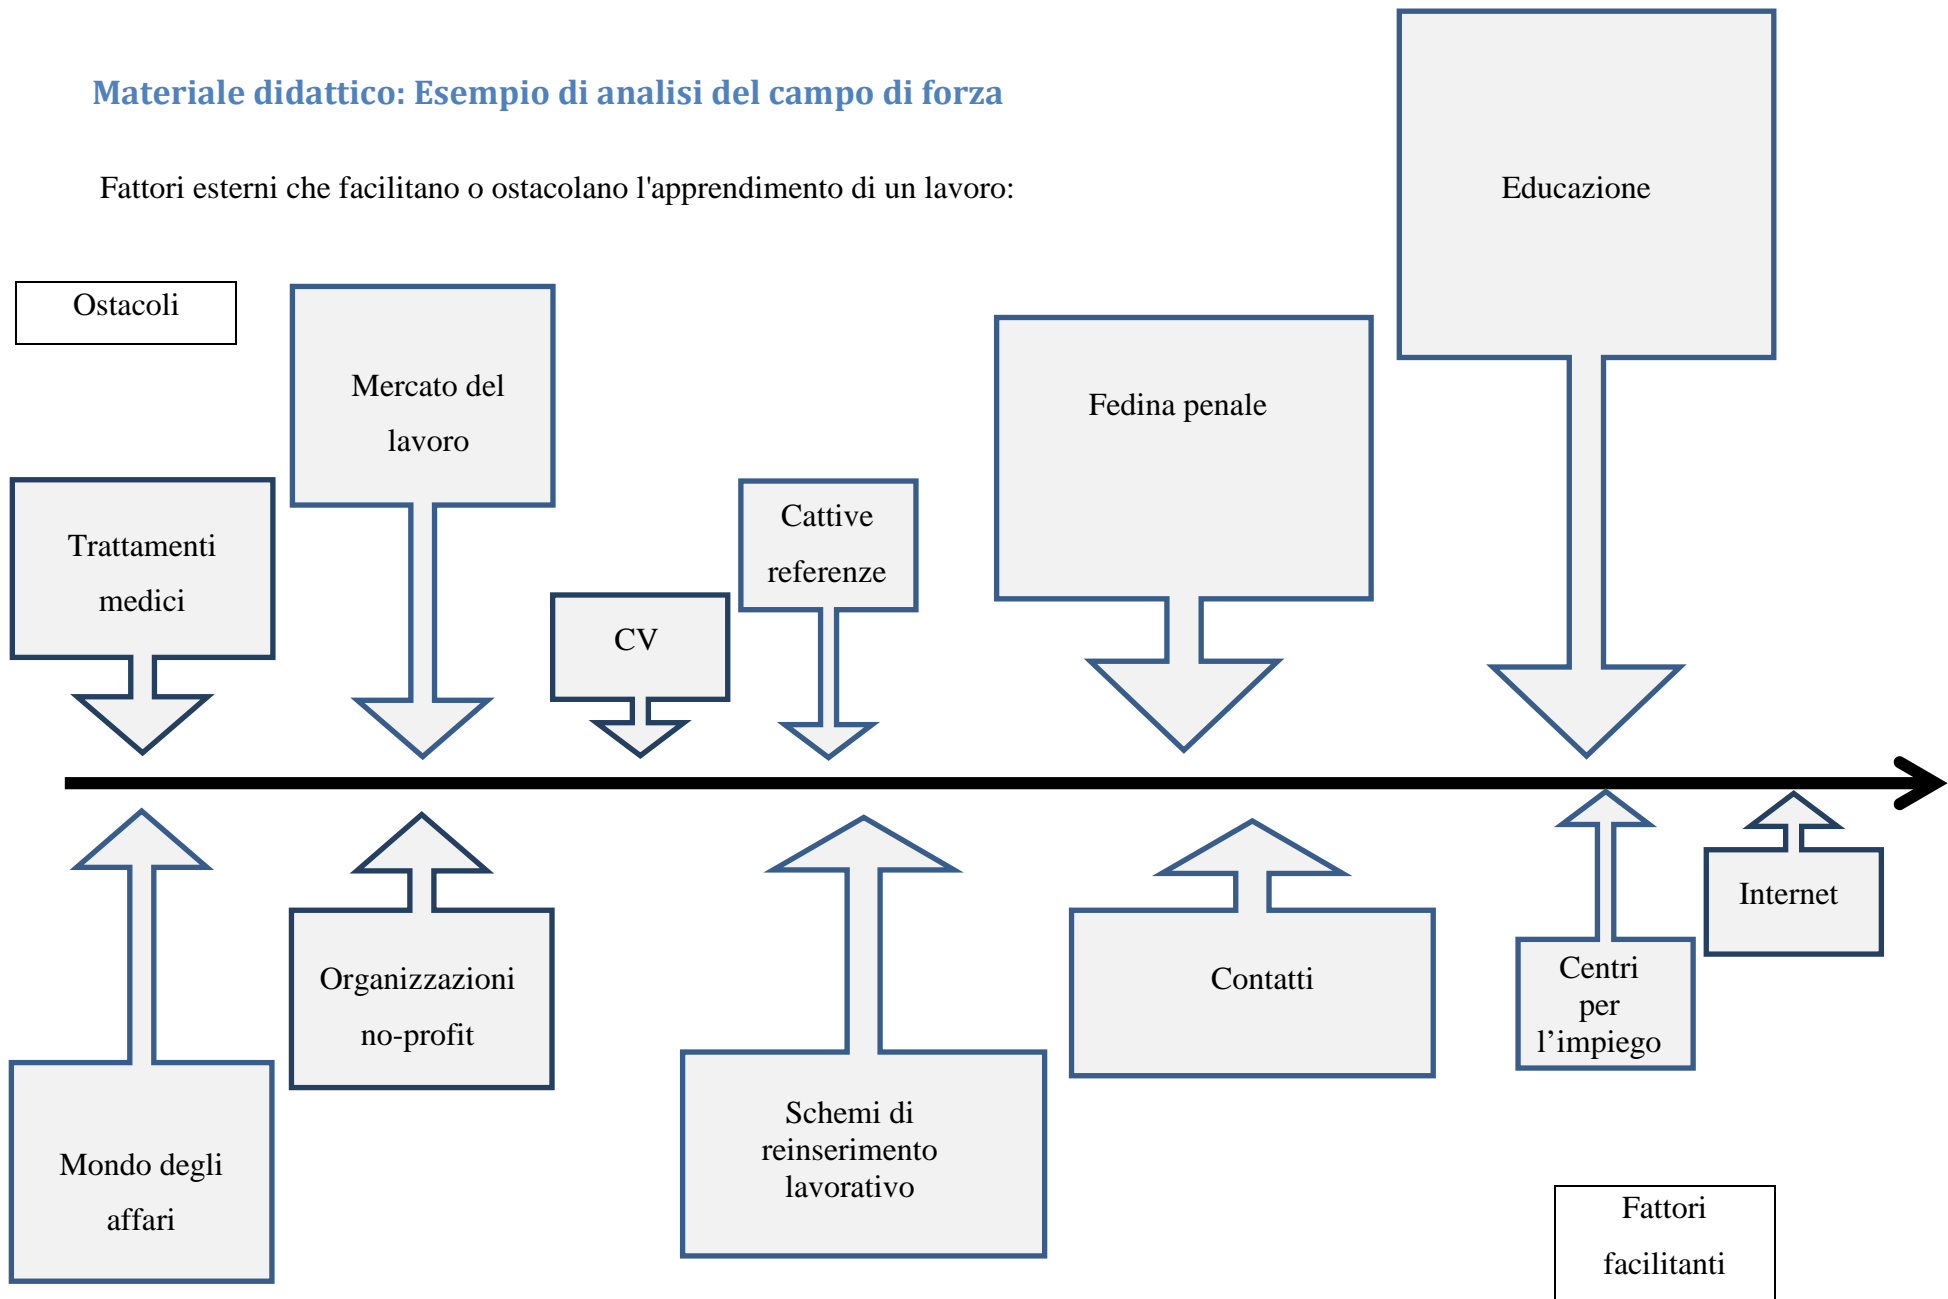 Materiale didattico: Esempio di analisi del campo di forza
Fattori esterni che facilitano o ostacolano l'apprendimento di un lavoro:
Educazione
Ostacoli
Mercato del
lavoro
Fedina penale
Trattamenti
medici
CV
Cattive
referenze
Mondo degli
affari
Organizzazioni
no-profit
Schemi di
reinserimento
lavorativo
Contatti
Centri
per
l’impiego
Internet
Fattori
facilitanti